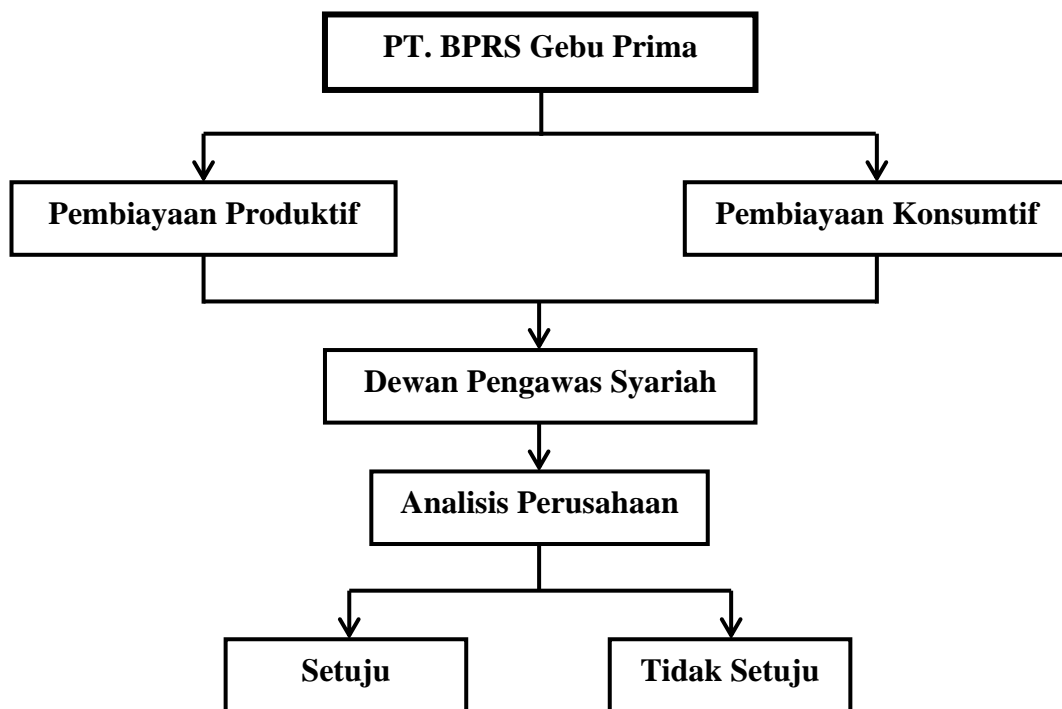 PT. BPRS Gebu Prima
Pembiayaan Produktif
Pembiayaan Konsumtif
Dewan Pengawas Syariah
Analisis Perusahaan
Setuju
Tidak Setuju